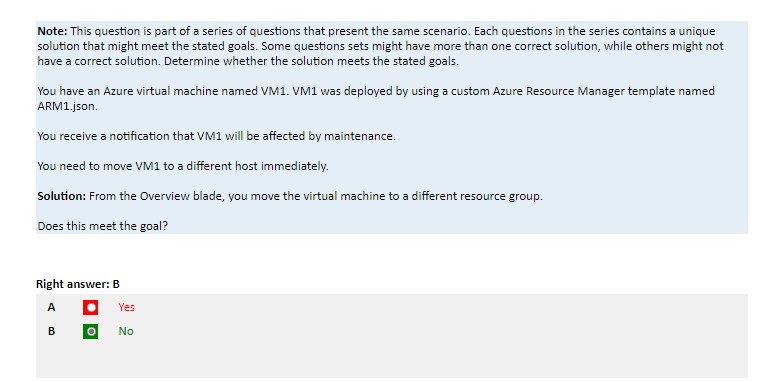 Note: This question is part of a series of questions that present the same scenario. Each questions in the series contains a unique
solution that might meet the stated goals. Some questions sets might have more than one correct solution, while others might not
have a correct solution. Determine whether the solution meets the stated goals.
You have an Azure virtual machine named VM1. VM1 was deployed by using a custom Azure Resource Manager template named
ARM1.json.
You receive a notification that VM1 will be affected by maintenance.
You need to move VM1 to a different host immediately.
Solution: From the Overview blade, you move the virtual machine to a different resource group.
Does this meet the goal?
Right answer: B
A Yes
B No